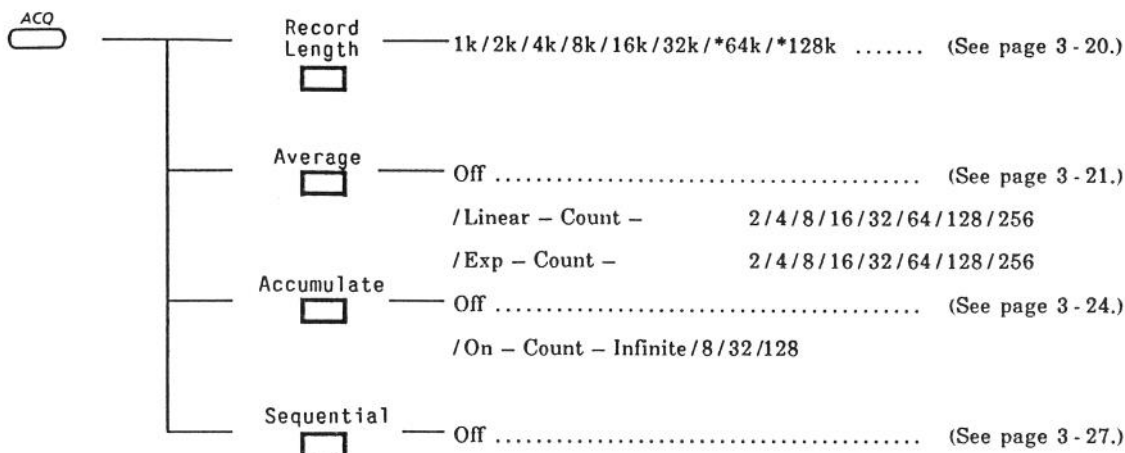 ACQ
Record
Length
1k/2k/4k/8k/16k/32k/*64k/*128k ....... (See page 3 - 20.)
Average
Off .......................................... (See page 3 - 21.)
/Linear – Count – 2/4/8/16/32/64/128/256
/Exp – Count – 2/4/8/16/32/64/128/256
Accumulate
Off .......................................... (See page 3 - 24.)
/On – Count – Infinite/8/32/128
Sequential
Off .......................................... (See page 3 - 27.)